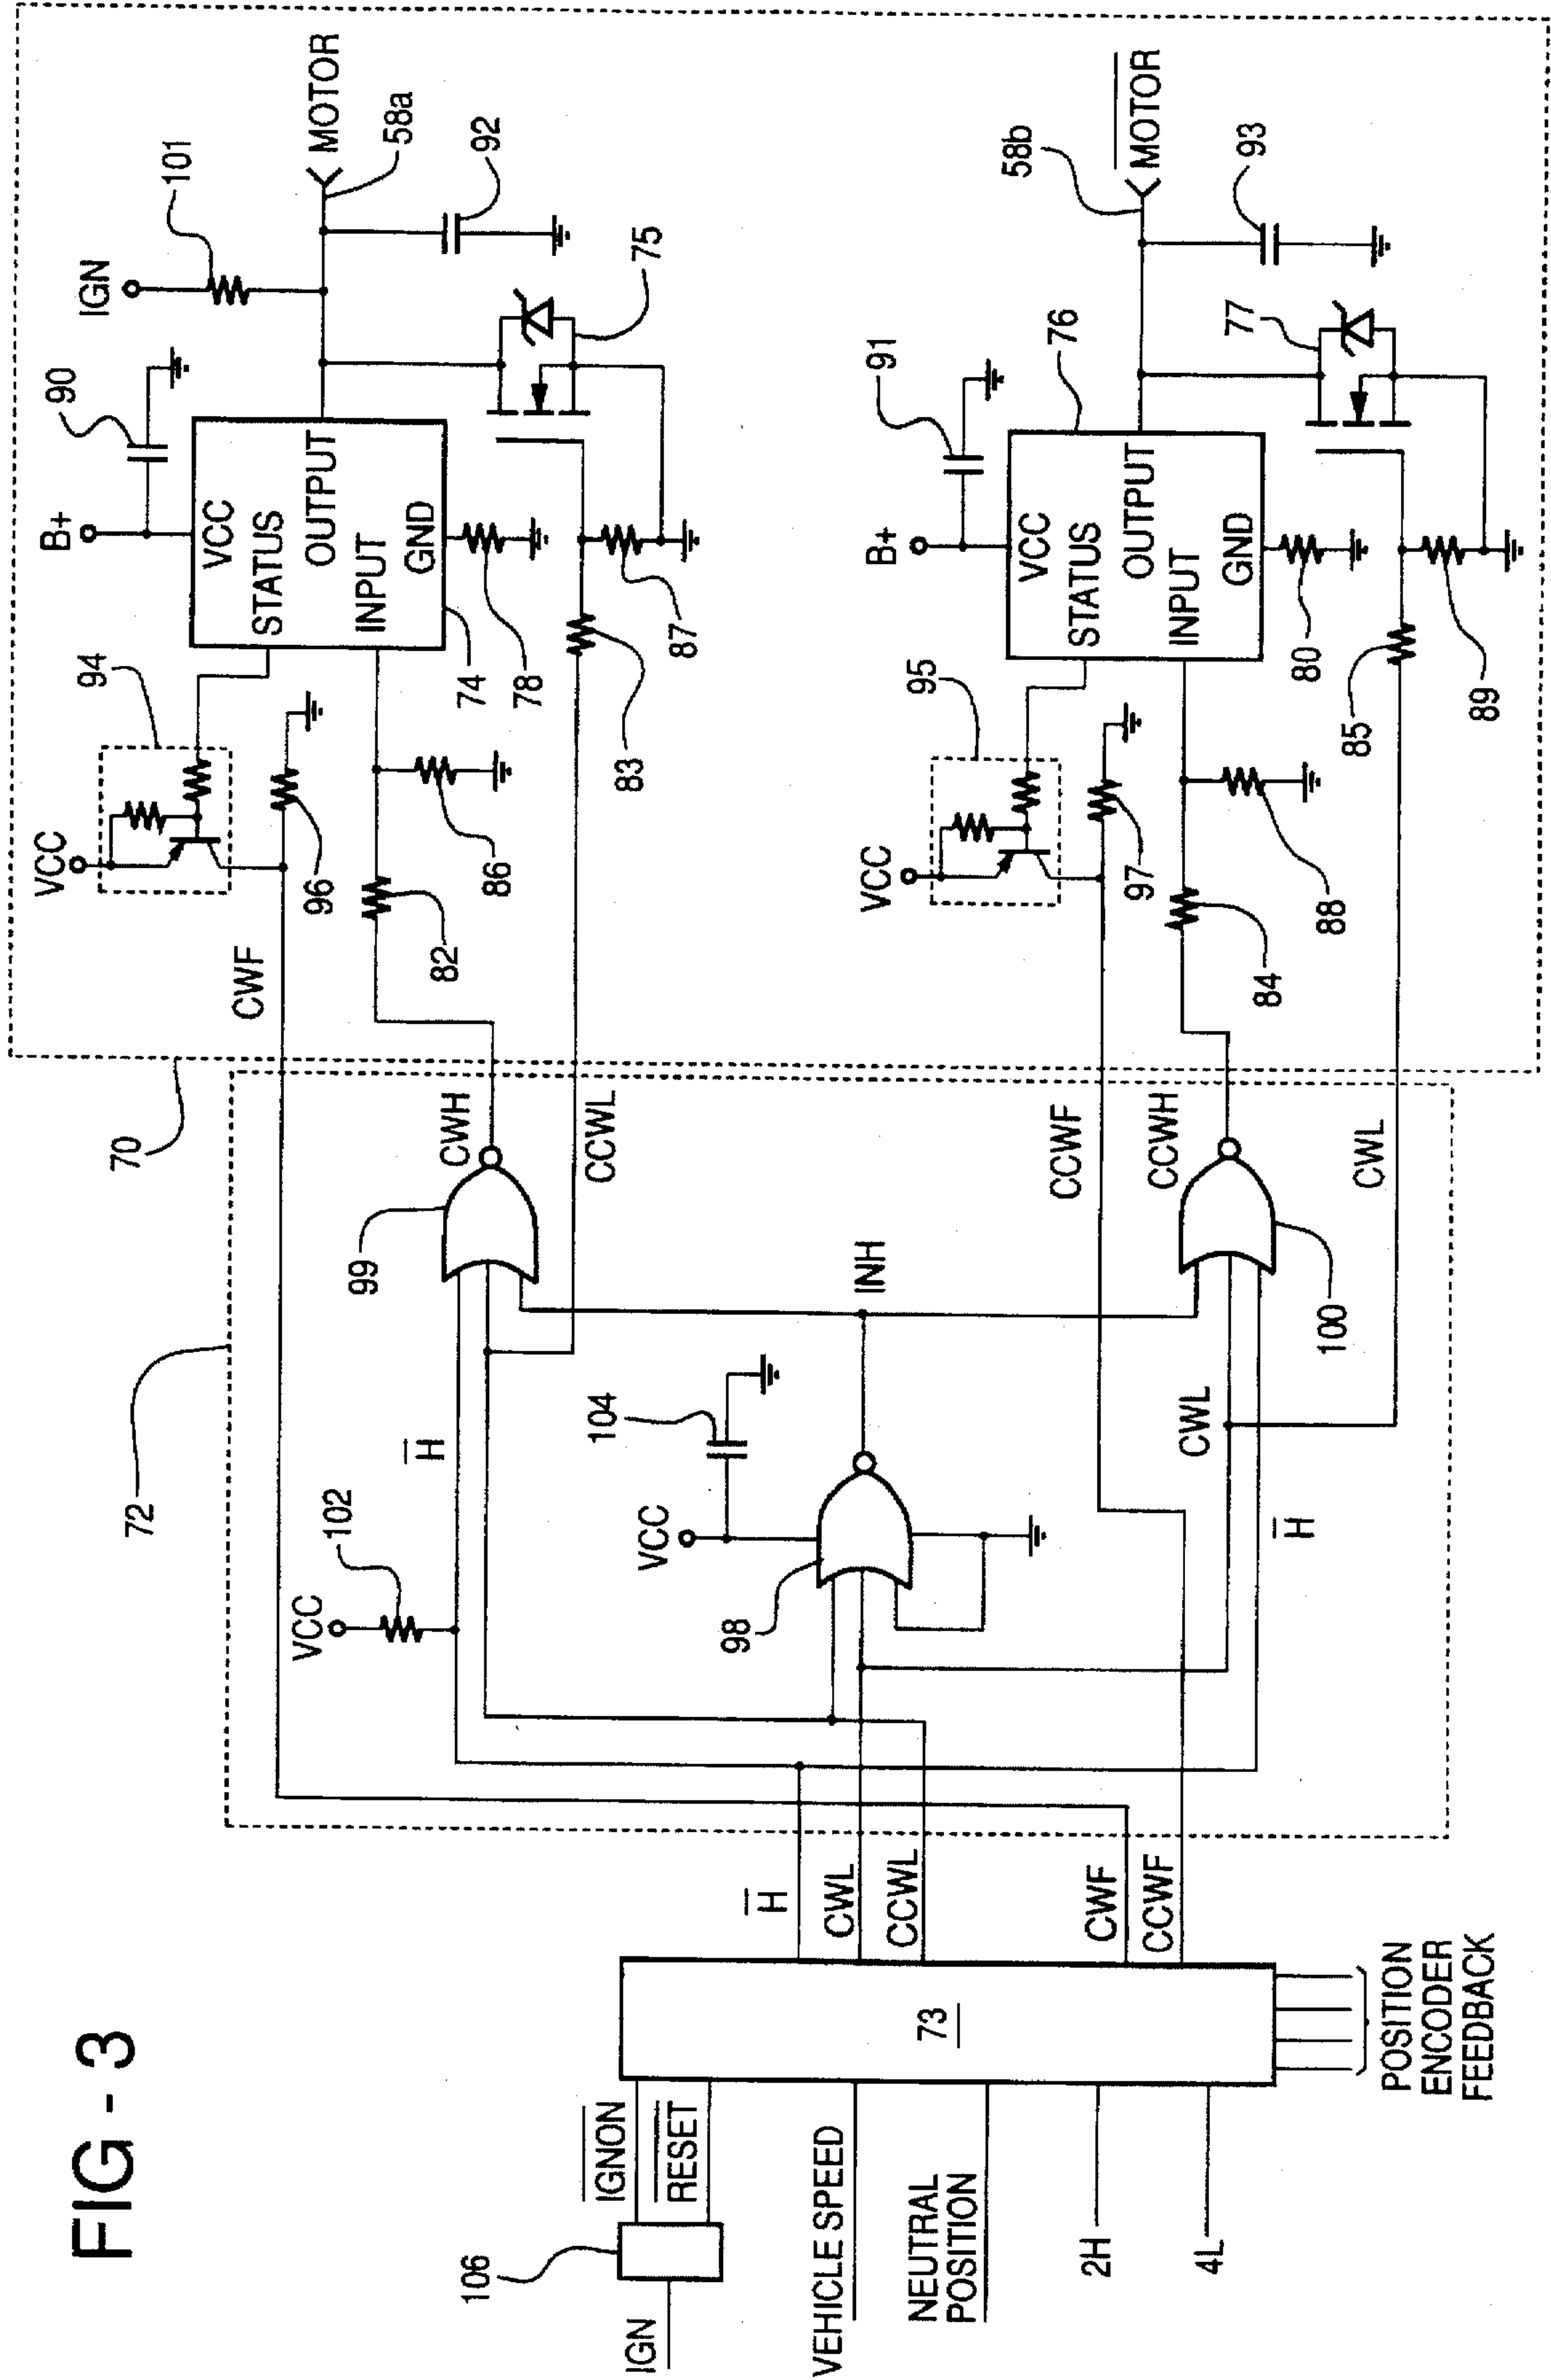 FIG - 3
IGN
106
IGNON
RESET
VEHICLE SPEED
NEUTRAL
POSITION
2H
4L
73
POSITION
ENCODER
FEEDBACK
H
CWL
CCWL
CWF
CCWF
72
70
VCC
102
H
99
CWH
CCWL
VCC
104
98
INH
CCWF
CCWH
100
CWL
H
CWL
CWF
VCC
94
96
82
86
B+
90
VCC
STATUS
OUTPUT
INPUT
GND
74
78
83
87
IGN
101
MOTOR
58a
92
75
VCC
95
97
84
88
B+
91
VCC
STATUS
OUTPUT
INPUT
GND
76
80
85
89
77
58b
MOTOR
93